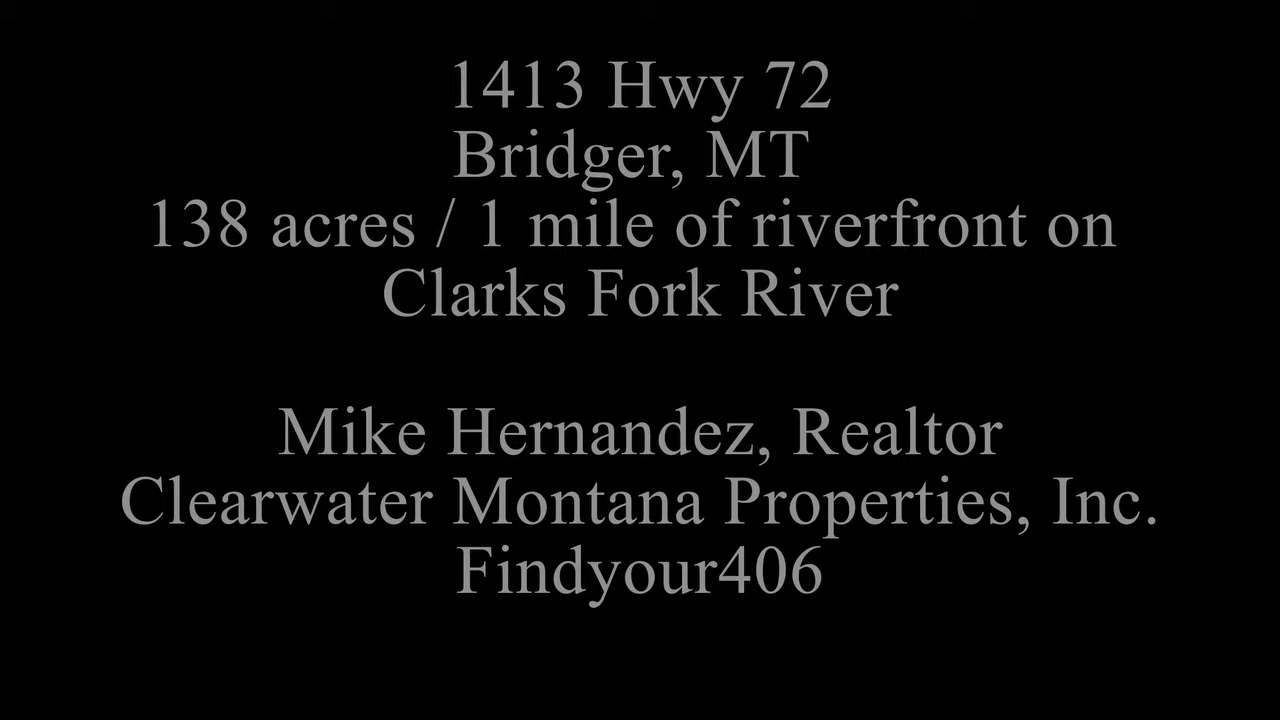 1413 Hwy 72
Bridger, MT
138 acres / 1 mile of riverfront on
Clarks Fork River
Mike Hernandez, Realtor
Clearwater Montana Properties, Inc.
Findyour406